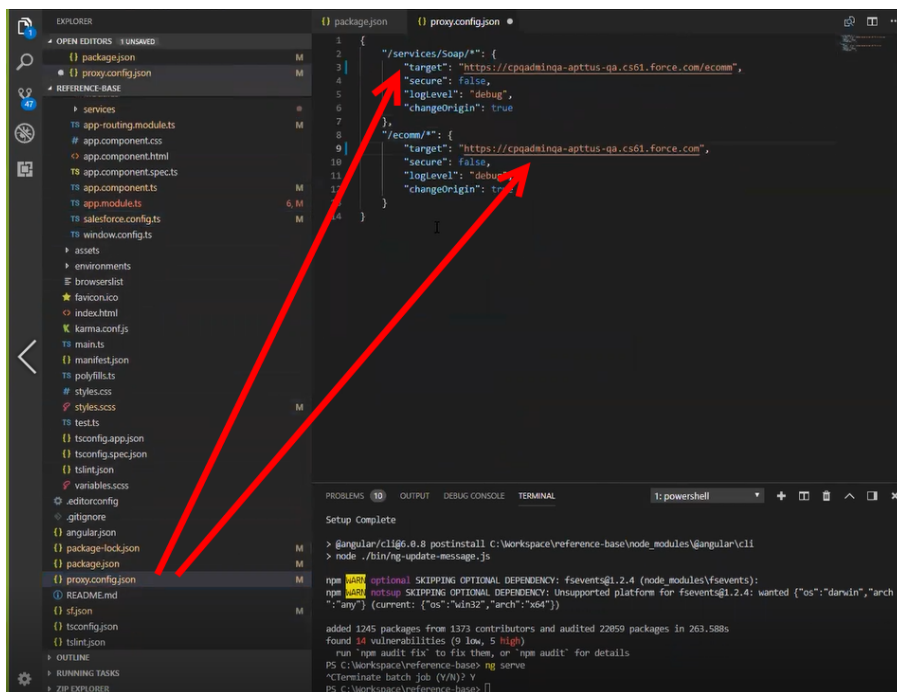 EXPLORER
OPEN EDITORS 1 UNSAVED
{} package.json M
{} proxy.config.json M
REFERENCE-BASE
services
TS app-routing.module.ts M
# app.component.css
<> app.component.html
TS app.component.spec.ts
TS app.component.ts M
TS app.module.ts 6, M
TS salesforce.config.ts M
TS window.config.ts
assets
environments
browserslist
favicon.ico
<> index.html
karma.conf.js
TS main.ts
{} manifest.json
TS polyfills.ts
# styles.css
styles.scss M
TS test.ts
{} tsconfig.app.json
{} tsconfig.spec.json
{} tslint.json
variables.scss
.editorconfig
.gitignore
{} angular.json
{} package-lock.json M
{} package.json M
{} proxy.config.json M
README.md
{} sf.json M
{} tsconfig.json
{} tslint.json
OUTLINE
RUNNING TASKS
ZIP EXPLORER
1
47
{} package.json {} proxy.config.json
1 {
2 "/services/Soap/*": {
3 "target": "https://cpqadminqa-apttus-qa.cs61.force.com/ecomm",
4 "secure": false,
5 "logLevel": "debug",
6 "changeOrigin": true
7 },
8 "/ecomm/*": {
9 "target": "https://cpqadminqa-apttus-qa.cs61.force.com",
10 "secure": false,
11 "logLevel": "debug",
12 "changeOrigin": true
}
14 }
PROBLEMS 10 OUTPUT DEBUG CONSOLE TERMINAL 1: powershell
Setup Complete
> @angular/cli@6.0.8 postinstall C:\Workspace\reference-base\node_modules\@angular\cli
> node ./bin/ng-update-message.js
npm WARN optional SKIPPING OPTIONAL DEPENDENCY: fsevents@1.2.4 (node_modules\fsevents):
npm WARN notsup SKIPPING OPTIONAL DEPENDENCY: Unsupported platform for fsevents@1.2.4: wanted {"os":"darwin","arch
":"any"} (current: {"os":"win32","arch":"x64"})
added 1245 packages from 1373 contributors and audited 22059 packages in 263.588s
found 14 vulnerabilities (9 low, 5 high)
run `npm audit fix` to fix them, or `npm audit` for details
PS C:\Workspace\reference-base> ng serve
^CTerminate batch job (Y/N)? Y
PS C:\Workspace\reference-base>